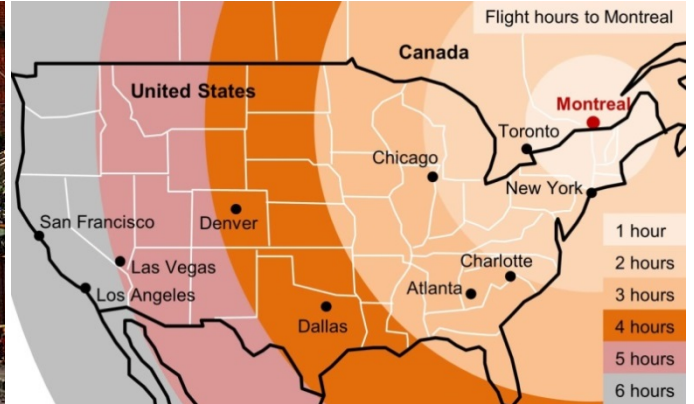 Flight hours to Montreal
Canada
United States
Montreal
Toronto
Chicago
New York
San Francisco
Denver
Las Vegas
Charlotte
Los Angeles
Atlanta
Dallas
1 hour
2 hours
3 hours
4 hours
5 hours
6 hours